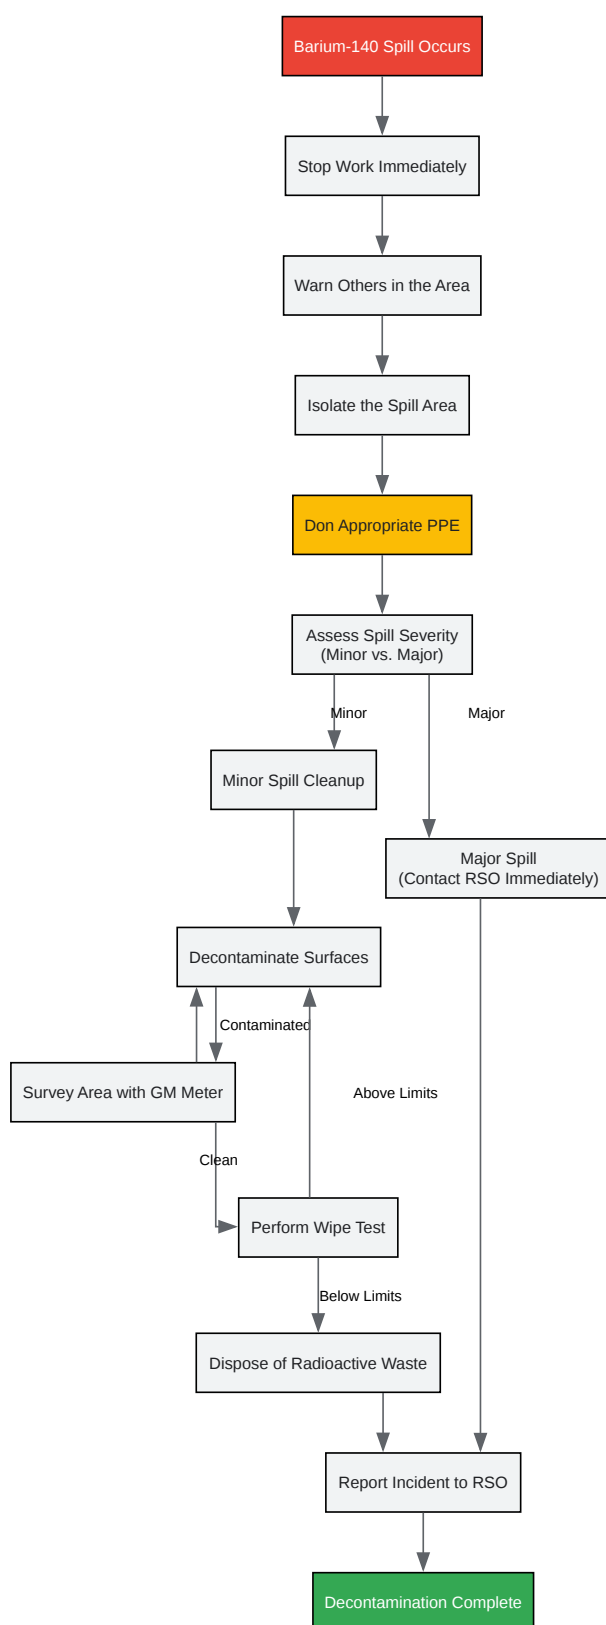 Barium-140 Spill Occurs
Stop Work Immediately
Warn Others in the Area
Isolate the Spill Area
Don Appropriate PPE
Assess Spill Severity
(Minor vs. Major)
Minor
Major
Minor Spill Cleanup
Major Spill
(Contact RSO Immediately)
Decontaminate Surfaces
Contaminated
Survey Area with GM Meter
Above Limits
Clean
Perform Wipe Test
Below Limits
Dispose of Radioactive Waste
Report Incident to RSO
Decontamination Complete